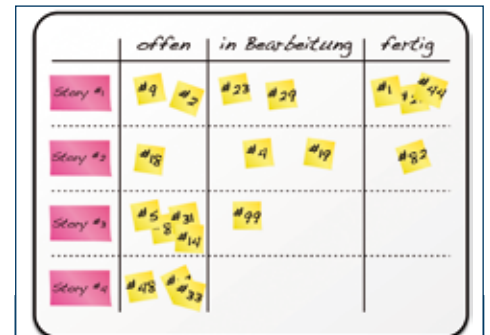 offen in Bearbeitung fertig
Story #1 #9 #2 #23 #29 #1 #2 #44
Story #2 #18 #4 #19 #82
Story #3 #5 #31 #99
8 #14
Story #4 #48 #33